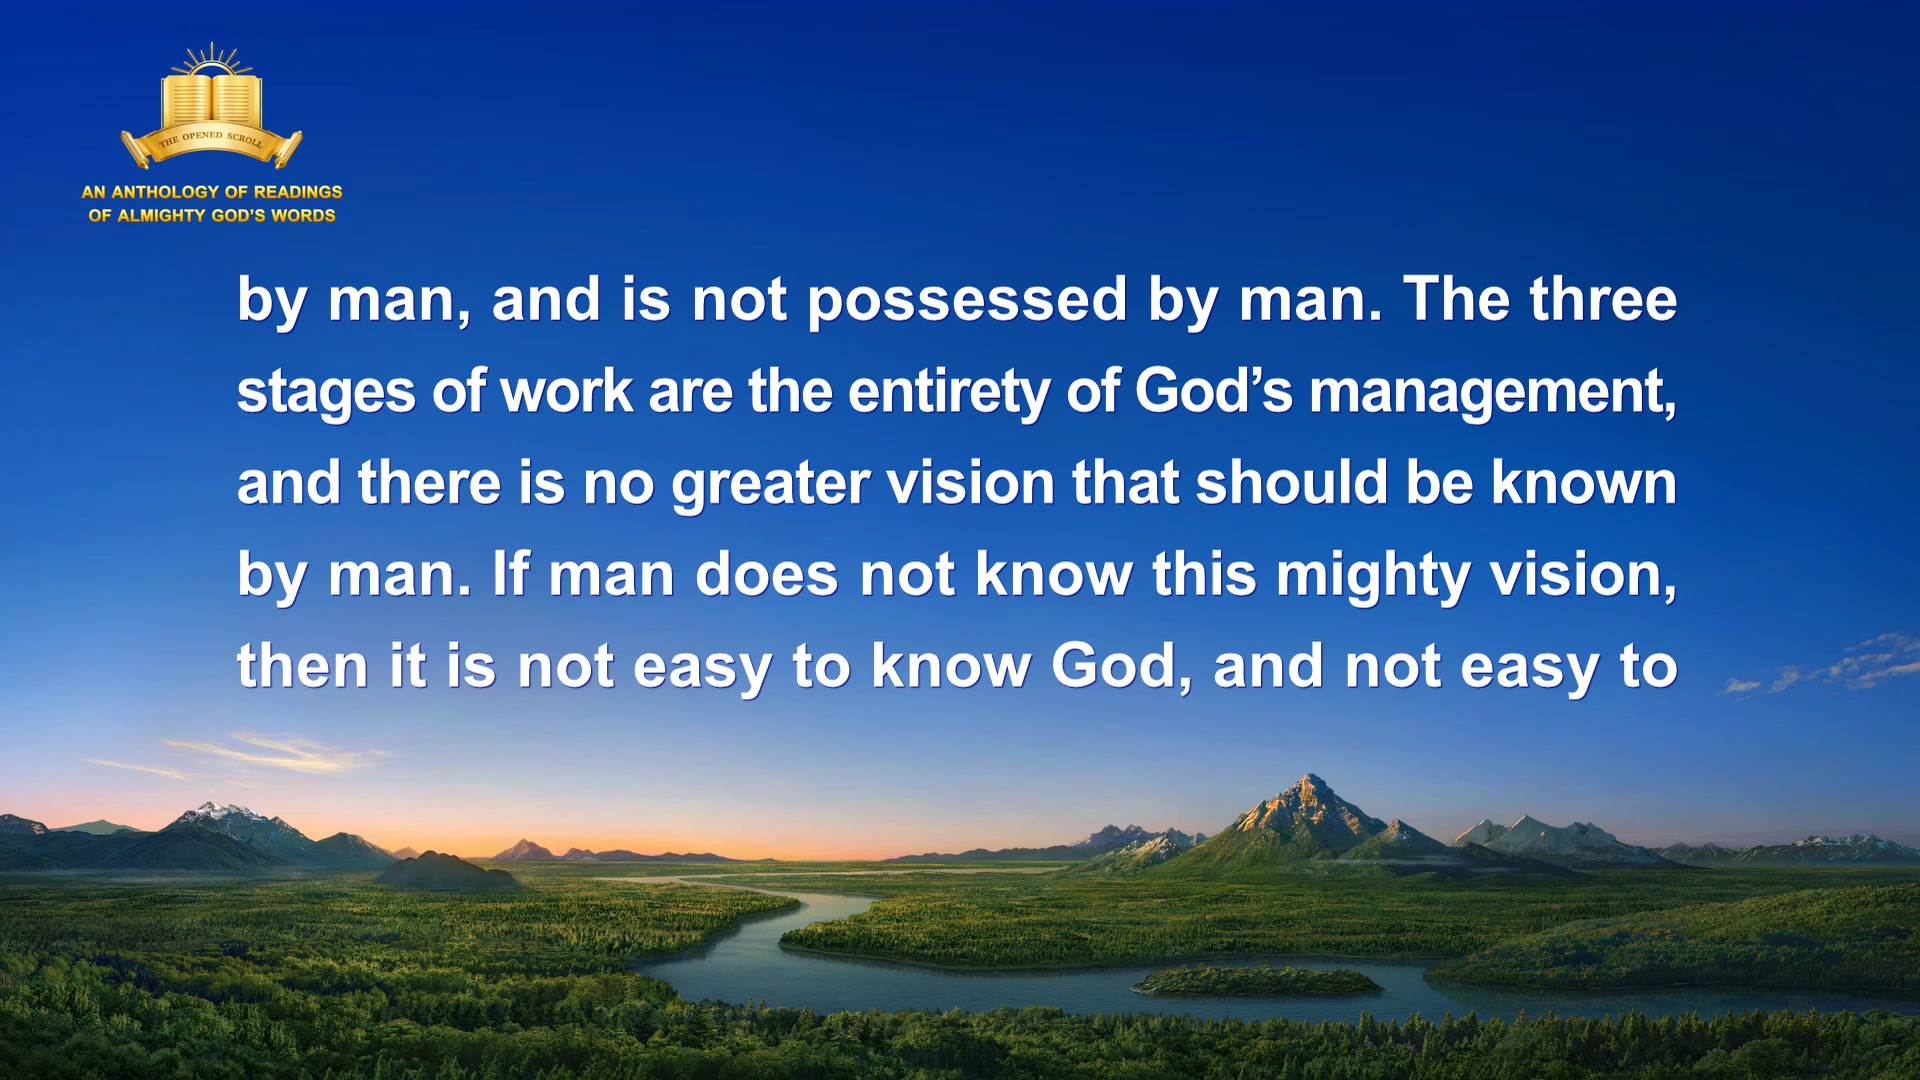 THE OPENED SCROLL
AN ANTHOLOGY OF READINGS
OF ALMIGHTY GOD’S WORDS
by man, and is not possessed by man. The three
stages of work are the entirety of God’s management,
and there is no greater vision that should be known
by man. If man does not know this mighty vision,
then it is not easy to know God, and not easy to